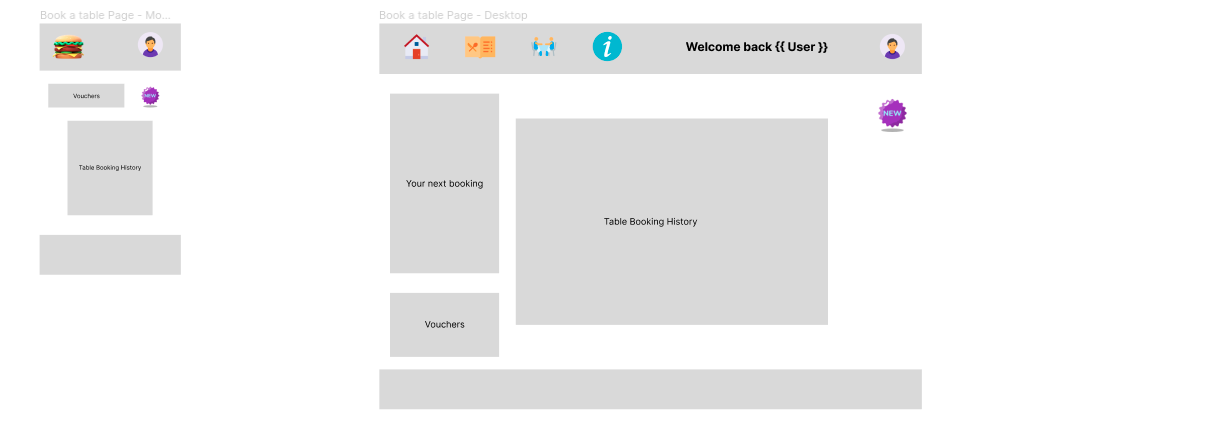 Book a table Page - Mo...
Vouchers
NEW
Table Booking History
Book a table Page - Desktop
i
Welcome back {{ User }}
NEW
Your next booking
Table Booking History
Vouchers